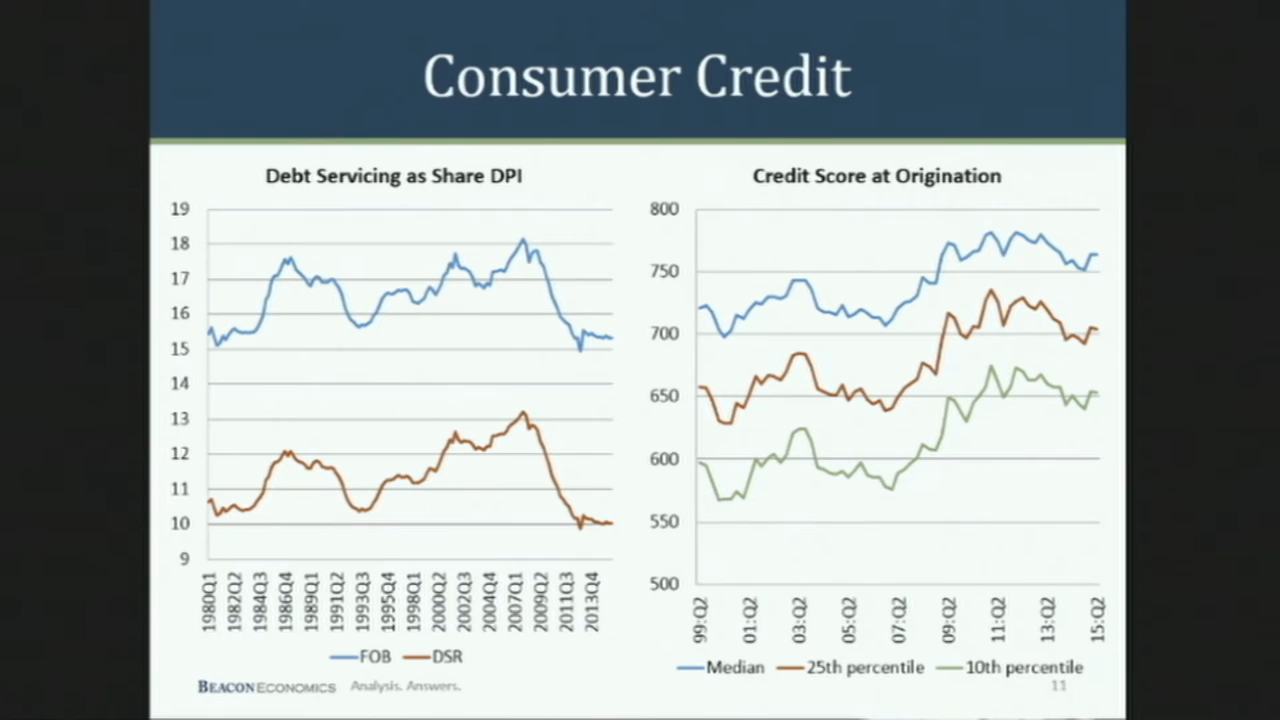 Consumer Credit
Debt Servicing as Share DPI
19
18
17
16
15
14
13
12
11
10
9
1980Q1
1982Q2
1984Q3
1986Q4
1989Q1
1991Q2
1993Q3
1995Q4
1998Q1
2000Q2
2002Q3
2004Q4
2007Q1
2009Q2
2011Q3
2013Q4
FOB DSR
Credit Score at Origination
800
750
700
650
600
550
500
99:Q2
01:Q2
03:Q2
05:Q2
07:Q2
09:Q2
11:Q2
13:Q2
15:Q2
Median 25th percentile 10th percentile
BEACON ECONOMICS Analysis. Answers.
11